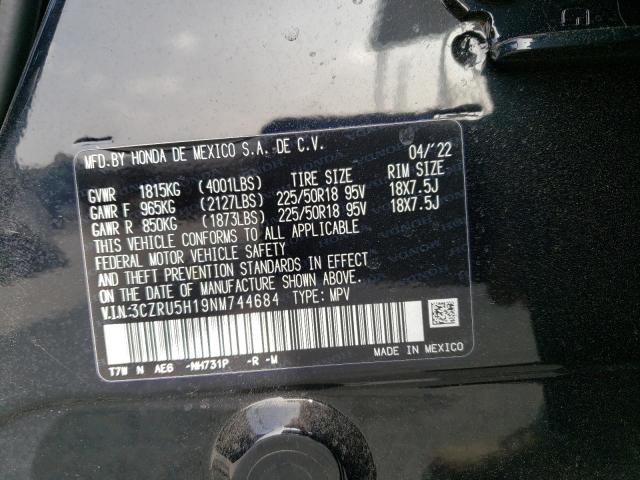 MFD. BY HONDA DE MEXICO S.A. DE C.V. 04/'22
GVWR 1815KG (4001LBS) TIRE SIZE RIM SIZE
GAWR F 965KG (2127LBS) 225/50R18 95V 18X7.5J
GAWR R 850KG (1873LBS) 225/50R18 95V 18X7.5J
THIS VEHICLE CONFORMS TO ALL APPLICABLE
FEDERAL MOTOR VEHICLE SAFETY
AND THEFT PREVENTION STANDARDS IN EFFECT
ON THE DATE OF MANUFACTURE SHOWN ABOVE.
V.I.N:3CZRU5H19NM744684 TYPE: MPV
T7W N AE6 -NH731P -R -M MADE IN MEXICO